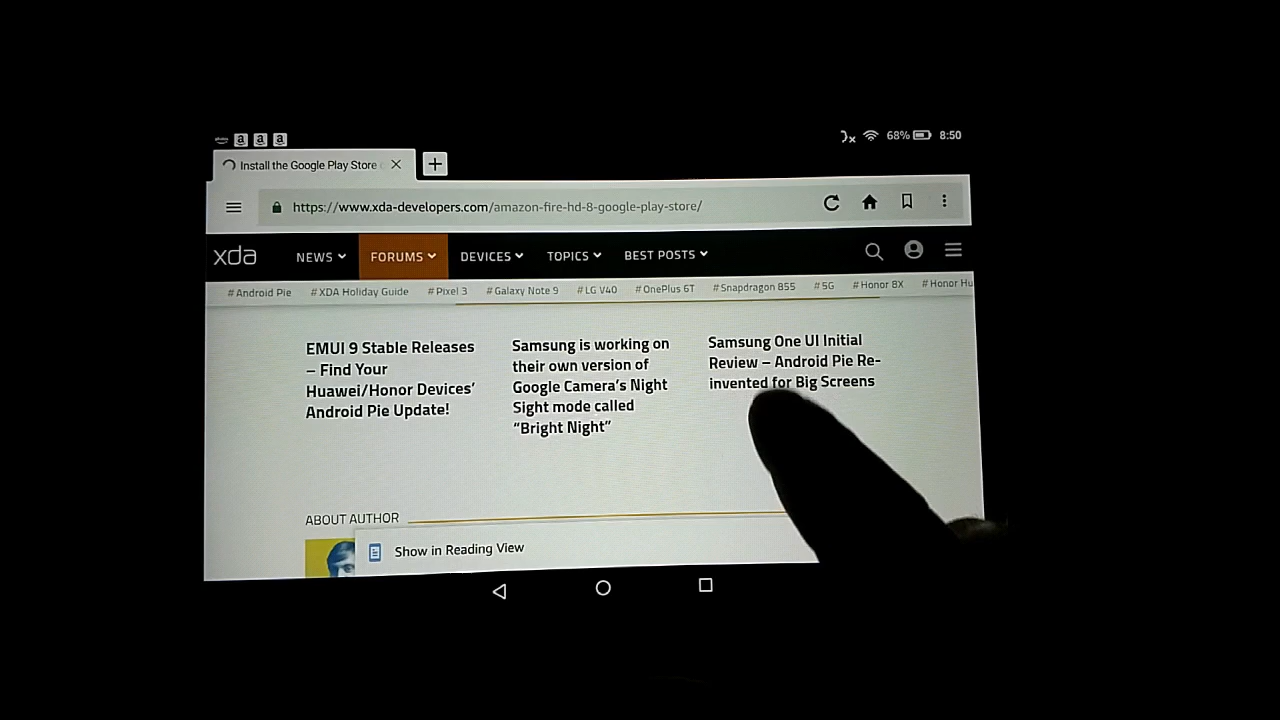 68% 8:50
Install the Google Play Store
https://www.xda-developers.com/amazon-fire-hd-8-google-play-store/
xda NEWS FORUMS DEVICES TOPICS BEST POSTS
#Android Pie #XDA Holiday Guide #Pixel 3 #Galaxy Note 9 #LG V40 #OnePlus 6T #Snapdragon 855 #5G #Honor 8X #Honor Hu
EMUI 9 Stable Releases
– Find Your
Huawei/Honor Devices'
Android Pie Update!
Samsung is working on
their own version of
Google Camera's Night
Sight mode called
“Bright Night”
Samsung One UI Initial
Review – Android Pie Re-
invented for Big Screens
ABOUT AUTHOR
Show in Reading View